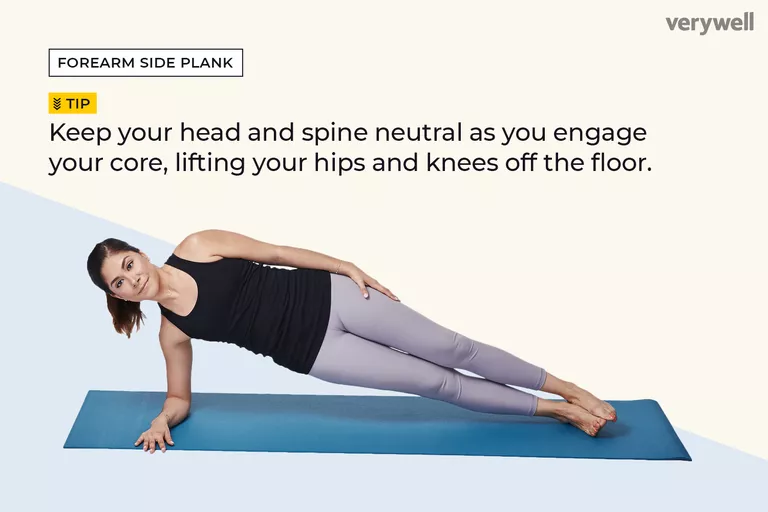 verywell
FOREARM SIDE PLANK
TIP
Keep your head and spine neutral as you engage
your core, lifting your hips and knees off the floor.